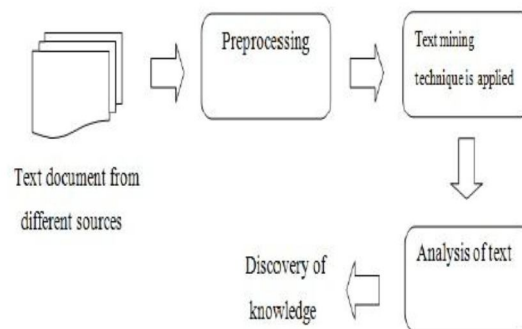 Preprocessing
Text mining
technique is applied
Text document from
different sources
Analysis of text
Discovery of
knowledge